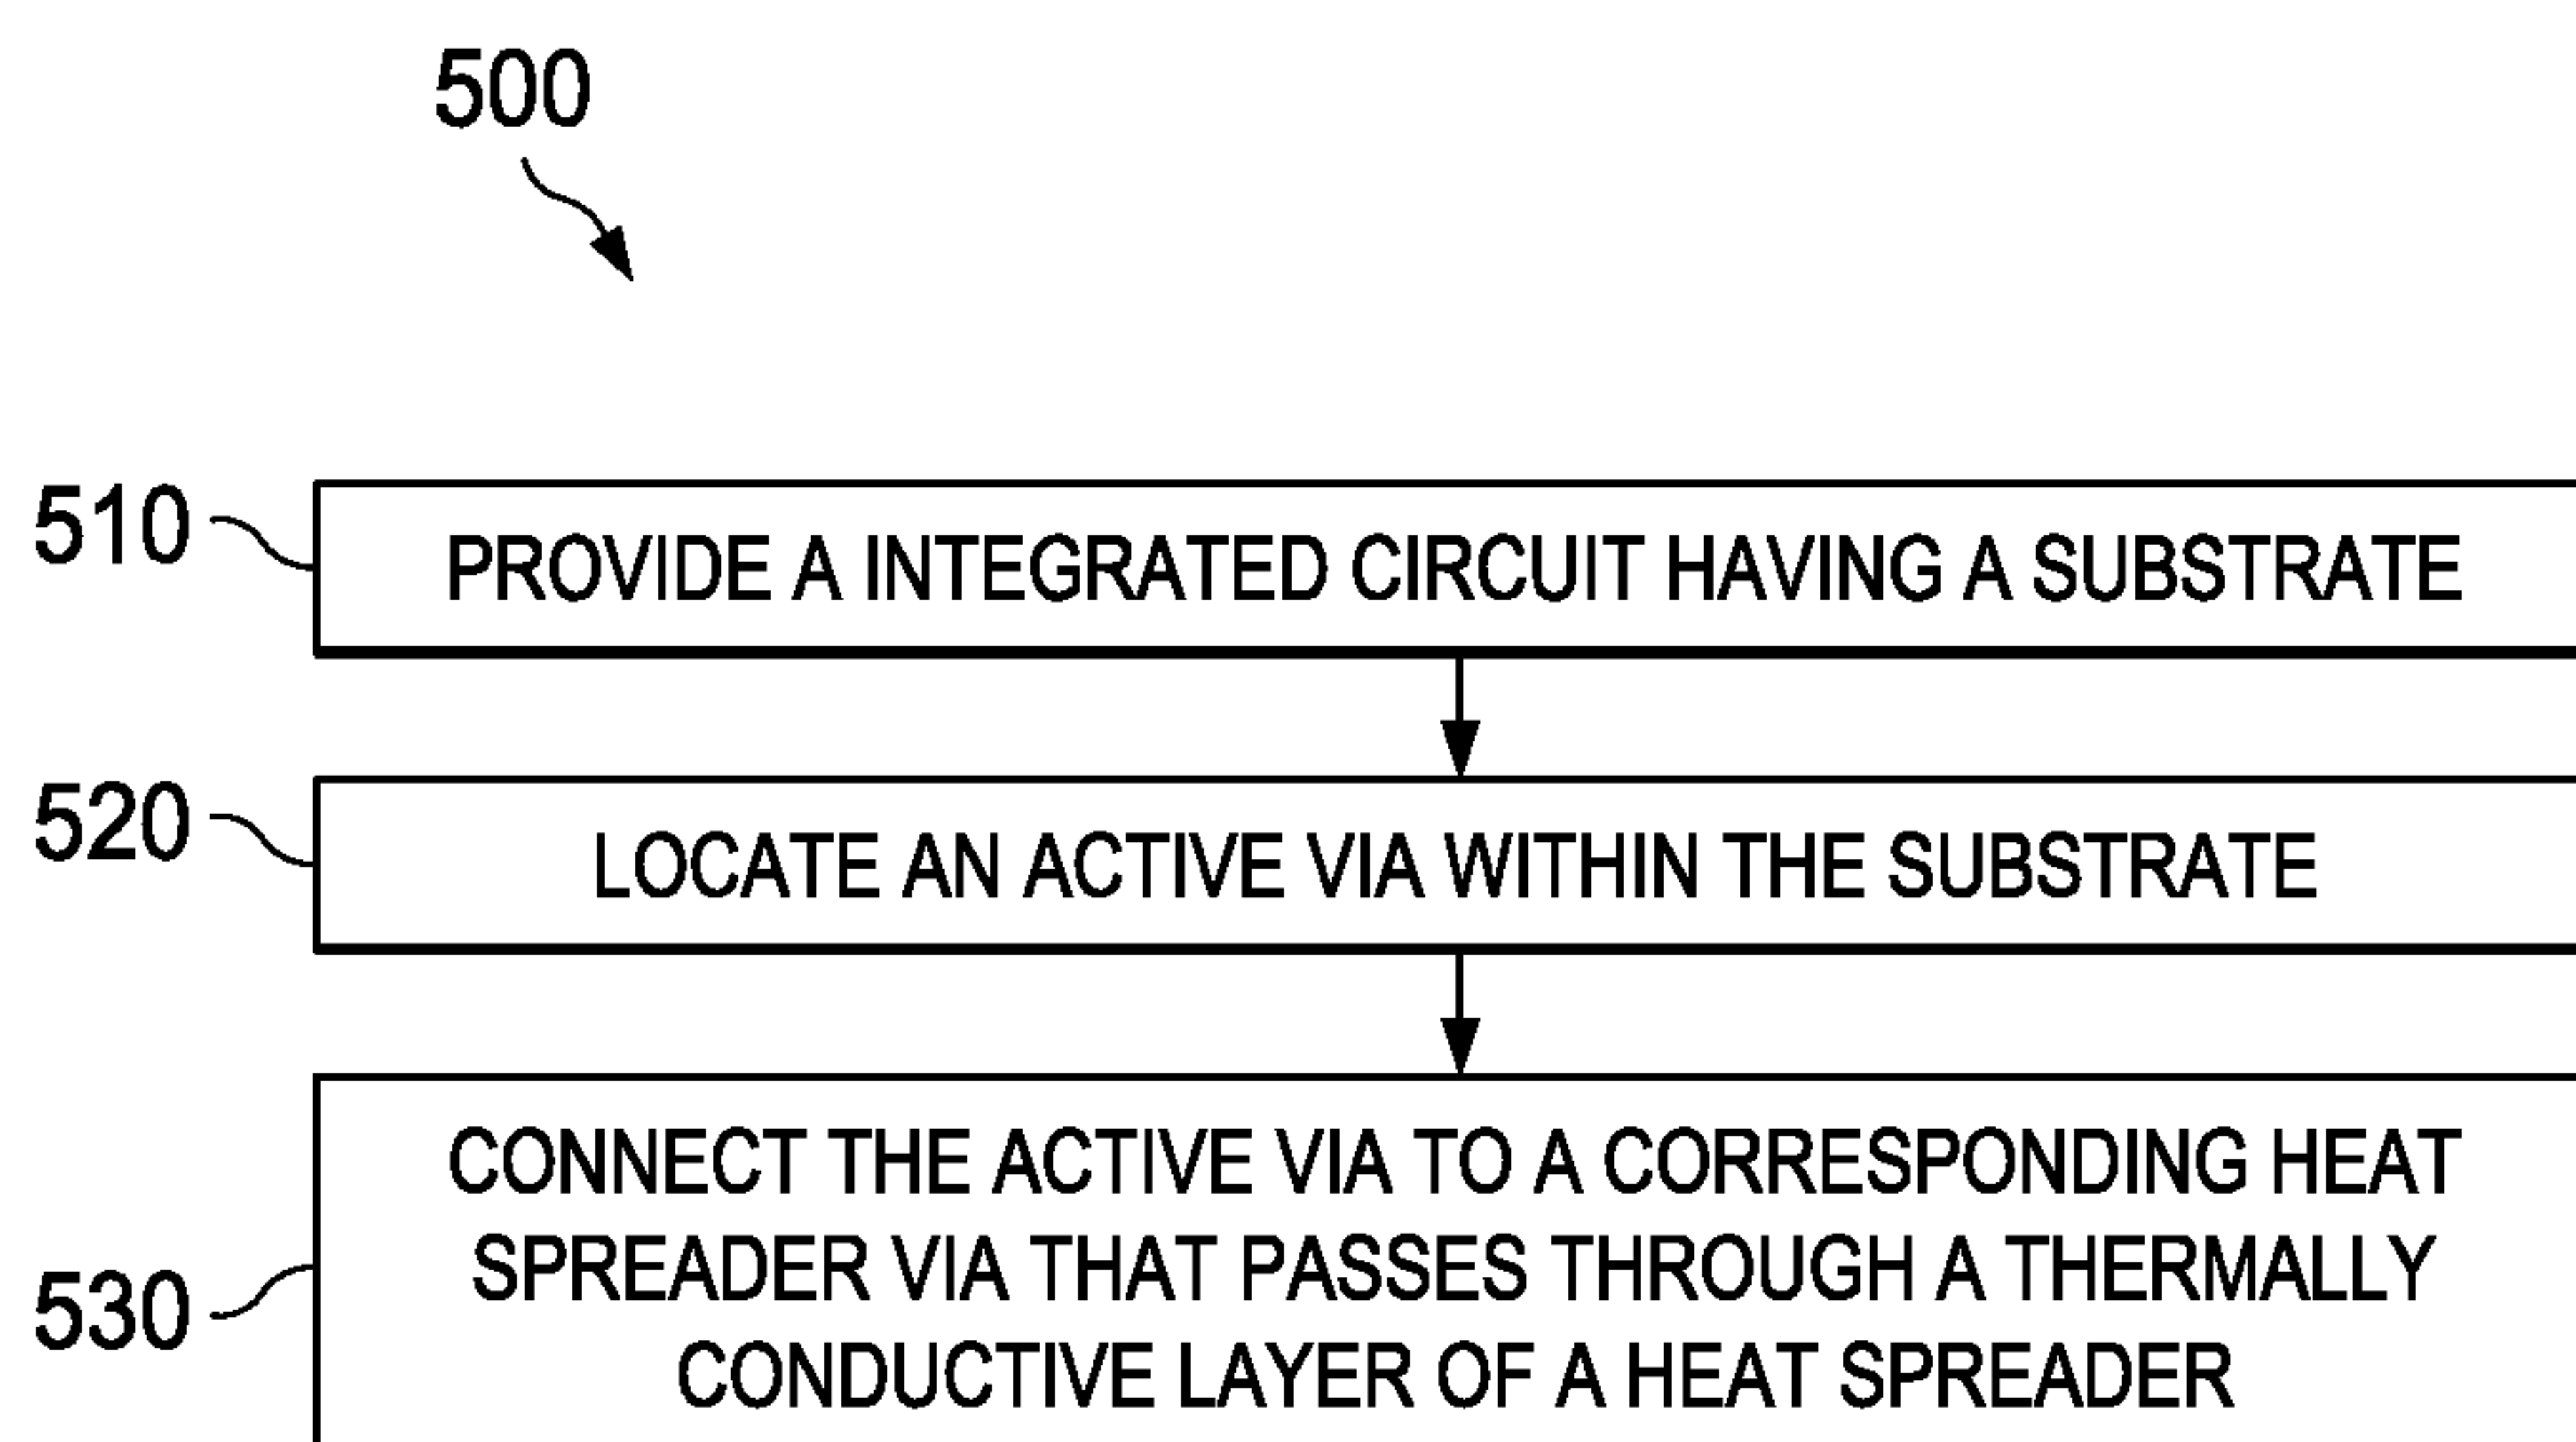 500
510
PROVIDE A INTEGRATED CIRCUIT HAVING A SUBSTRATE
520
LOCATE AN ACTIVE VIA WITHIN THE SUBSTRATE
530
CONNECT THE ACTIVE VIA TO A CORRESPONDING HEAT
SPREADER VIA THAT PASSES THROUGH A THERMALLY
CONDUCTIVE LAYER OF A HEAT SPREADER